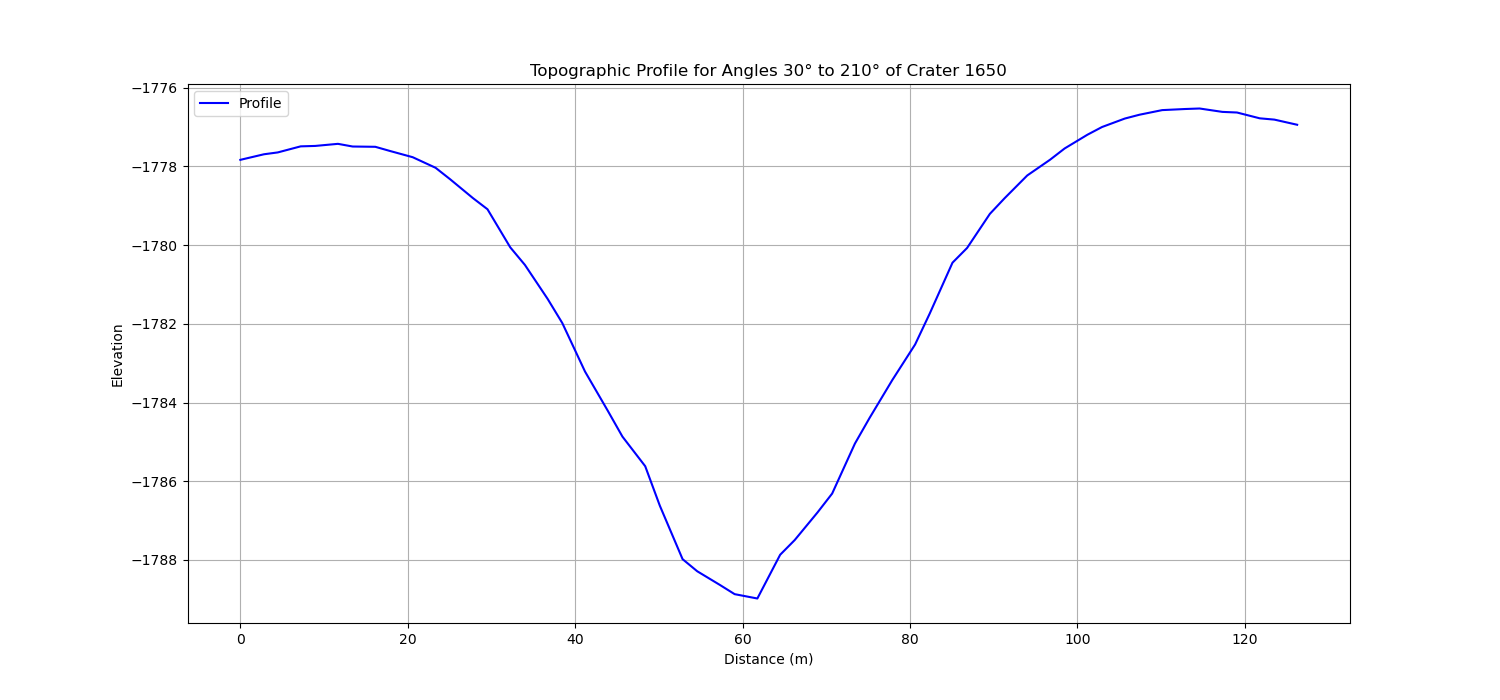 Topographic Profile for Angles 30° to 210° of Crater 1650
Profile
−1776
−1778
−1780
−1782
−1784
−1786
−1788
Elevation
0 20 40 60 80 100 120
Distance (m)